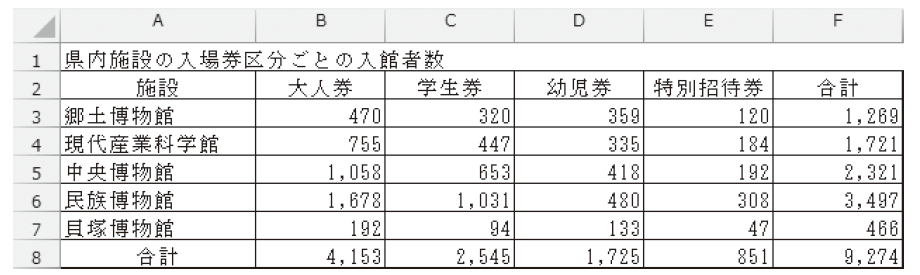 A B C D E F
1 県内施設の入場券区分ごとの入館者数
2 施設 大人券 学生券 幼児券 特別招待券 合計
3 郷土博物館 470 320 359 120 1,269
4 現代産業科学館 755 447 335 184 1,721
5 中央博物館 1,058 653 418 192 2,321
6 民族博物館 1,678 1,031 480 308 3,497
7 貝塚博物館 192 94 133 47 466
8 合計 4,153 2,545 1,725 851 9,274